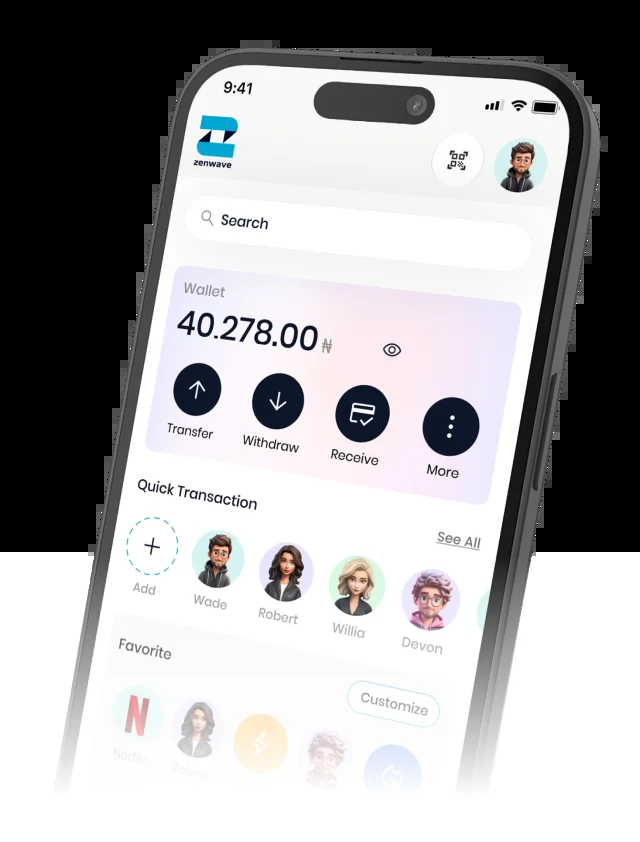 9:41
zenwave
Search
Wallet
40.278.00 ₦
Transfer
Withdraw
Receive
More
Quick Transaction
See All
Add
Wade
Robert
Willia
Devon
Favorite
Customize
Netflix
Robert